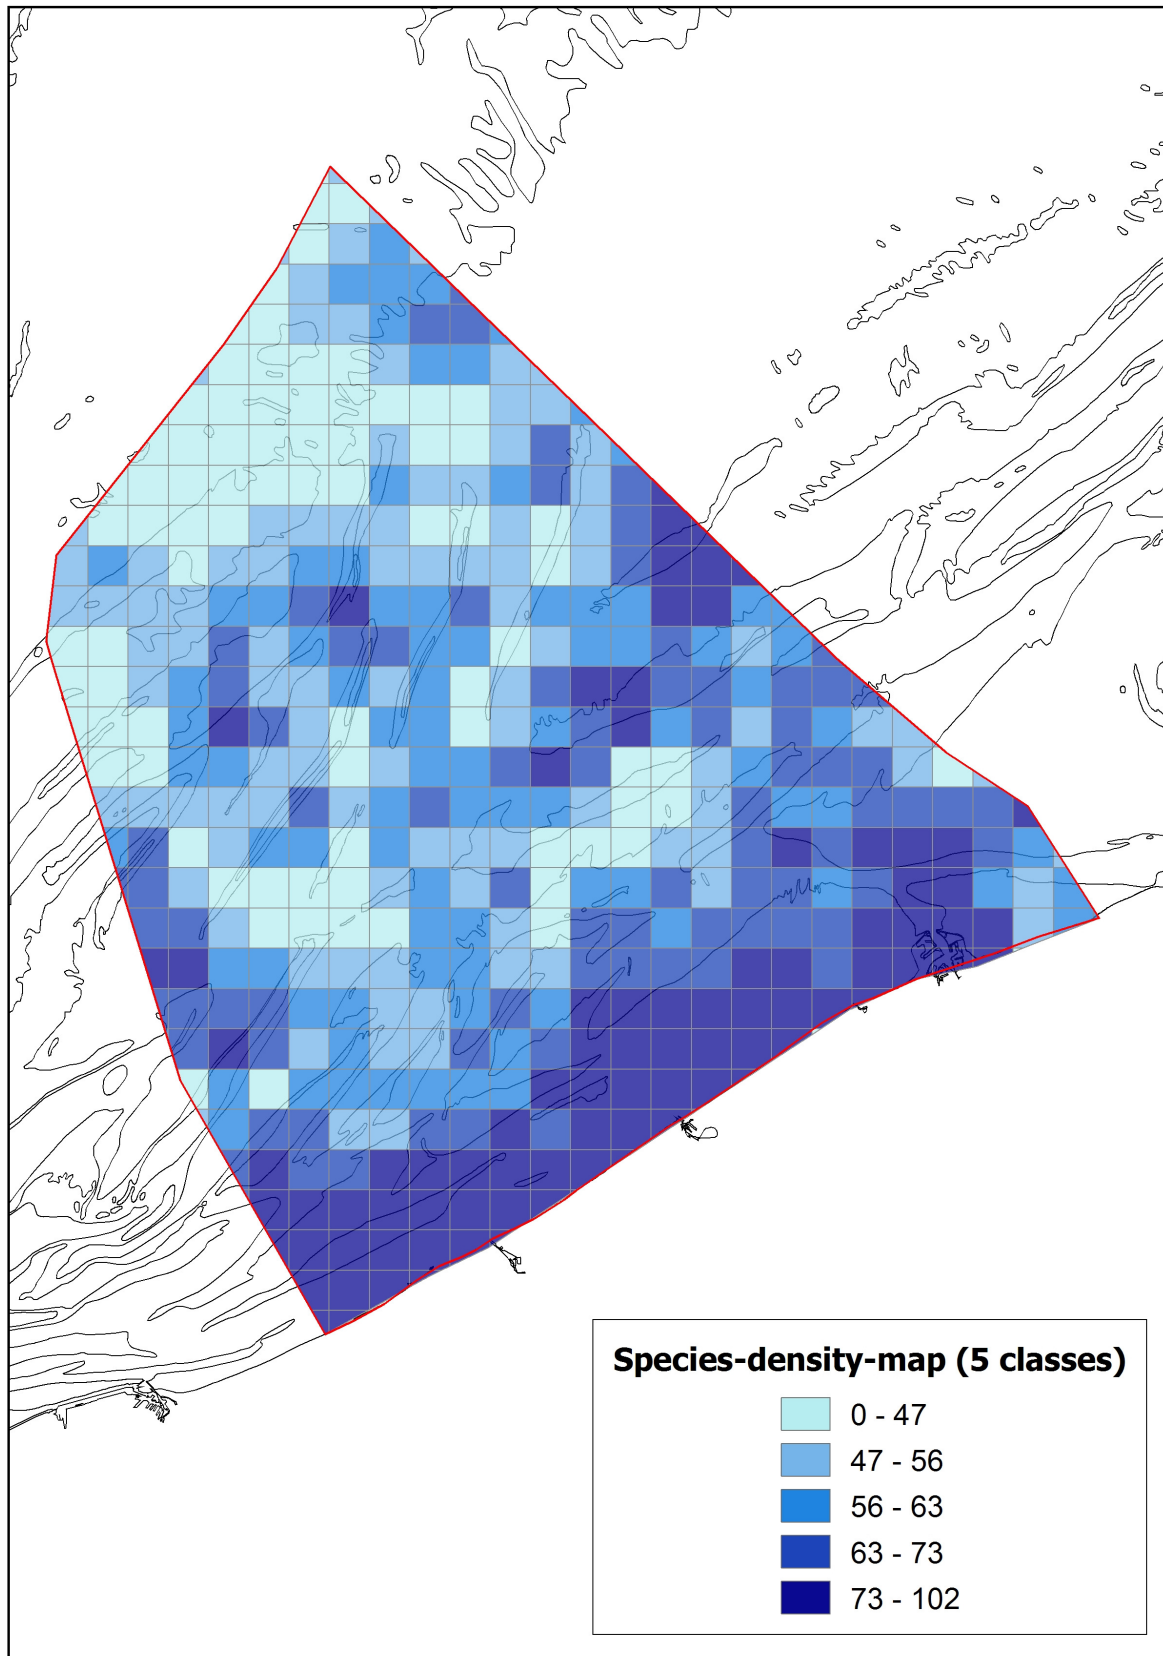 Species-density-map (5 classes)
0 - 47
47 - 56
56 - 63
63 - 73
73 - 102